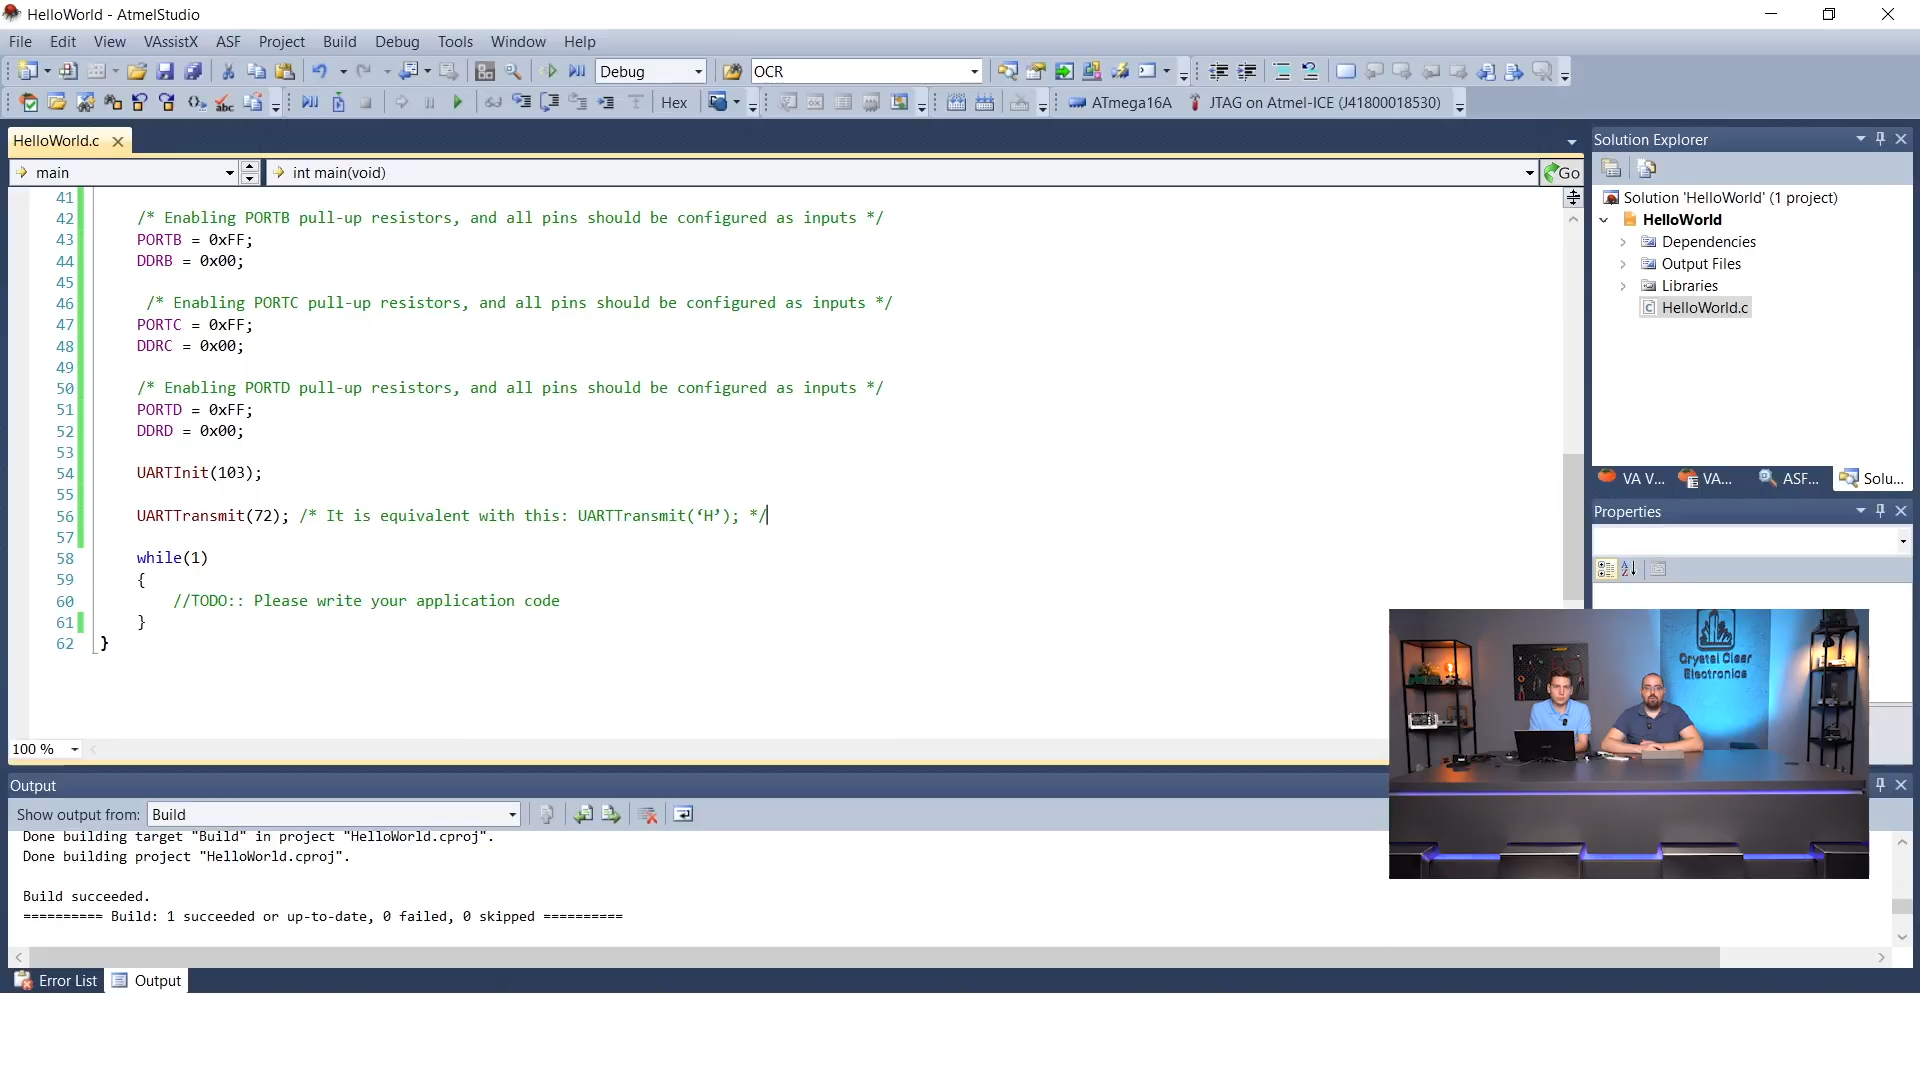 HelloWorld - AtmelStudio
File Edit View VAssistX ASF Project Build Debug Tools Window Help
Debug OCR
Hex ATmega16A JTAG on Atmel-ICE (J41800018530)
HelloWorld.c
main int main(void) Go
41
42 /* Enabling PORTB pull-up resistors, and all pins should be configured as inputs */
43 PORTB = 0xFF;
44 DDRB = 0x00;
45
46 /* Enabling PORTC pull-up resistors, and all pins should be configured as inputs */
47 PORTC = 0xFF;
48 DDRC = 0x00;
49
50 /* Enabling PORTD pull-up resistors, and all pins should be configured as inputs */
51 PORTD = 0xFF;
52 DDRD = 0x00;
53
54 UARTInit(103);
55
56 UARTTransmit(72); /* It is equivalent with this: UARTTransmit(‘H’); */
57
58 while(1)
59 {
60 //TODO:: Please write your application code
61 }
62 }
100 %
Solution Explorer
Solution 'HelloWorld' (1 project)
HelloWorld
Dependencies
Output Files
Libraries
HelloWorld.c
VA V... VA... ASF... Solu...
Properties
Crystal Clear
Electronics
Output
Show output from: Build
Done building target "Build" in project "HelloWorld.cproj".
Done building project "HelloWorld.cproj".
Build succeeded.
========== Build: 1 succeeded or up-to-date, 0 failed, 0 skipped ==========
Error List Output